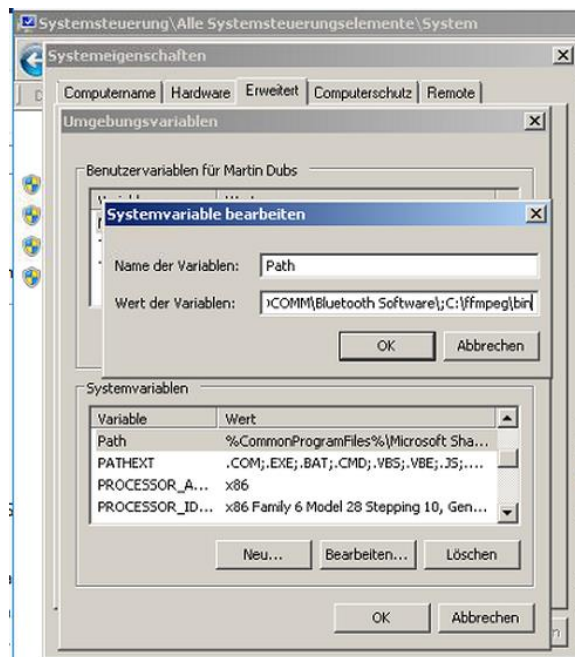 Systemsteuerung\Alle Systemsteuerungselemente\System
Systemeigenschaften
Computername Hardware Erweitert Computerschutz Remote
Umgebungsvariablen
Benutzervariablen für Martin Dubs
Systemvariable bearbeiten
Name der Variablen: Path
Wert der Variablen: COMM\Bluetooth Software\;C:\ffmpeg\bin
OK Abbrechen
Systemvariablen
Variable Wert
Path %CommonProgramFiles%\Microsoft Sha...
PATHEXT .COM;.EXE;.BAT;.CMD;.VBS;.VBE;.JS;....
PROCESSOR_A... x86
PROCESSOR_ID... x86 Family 6 Model 28 Stepping 10, Gen...
Neu... Bearbeiten... Löschen
OK Abbrechen